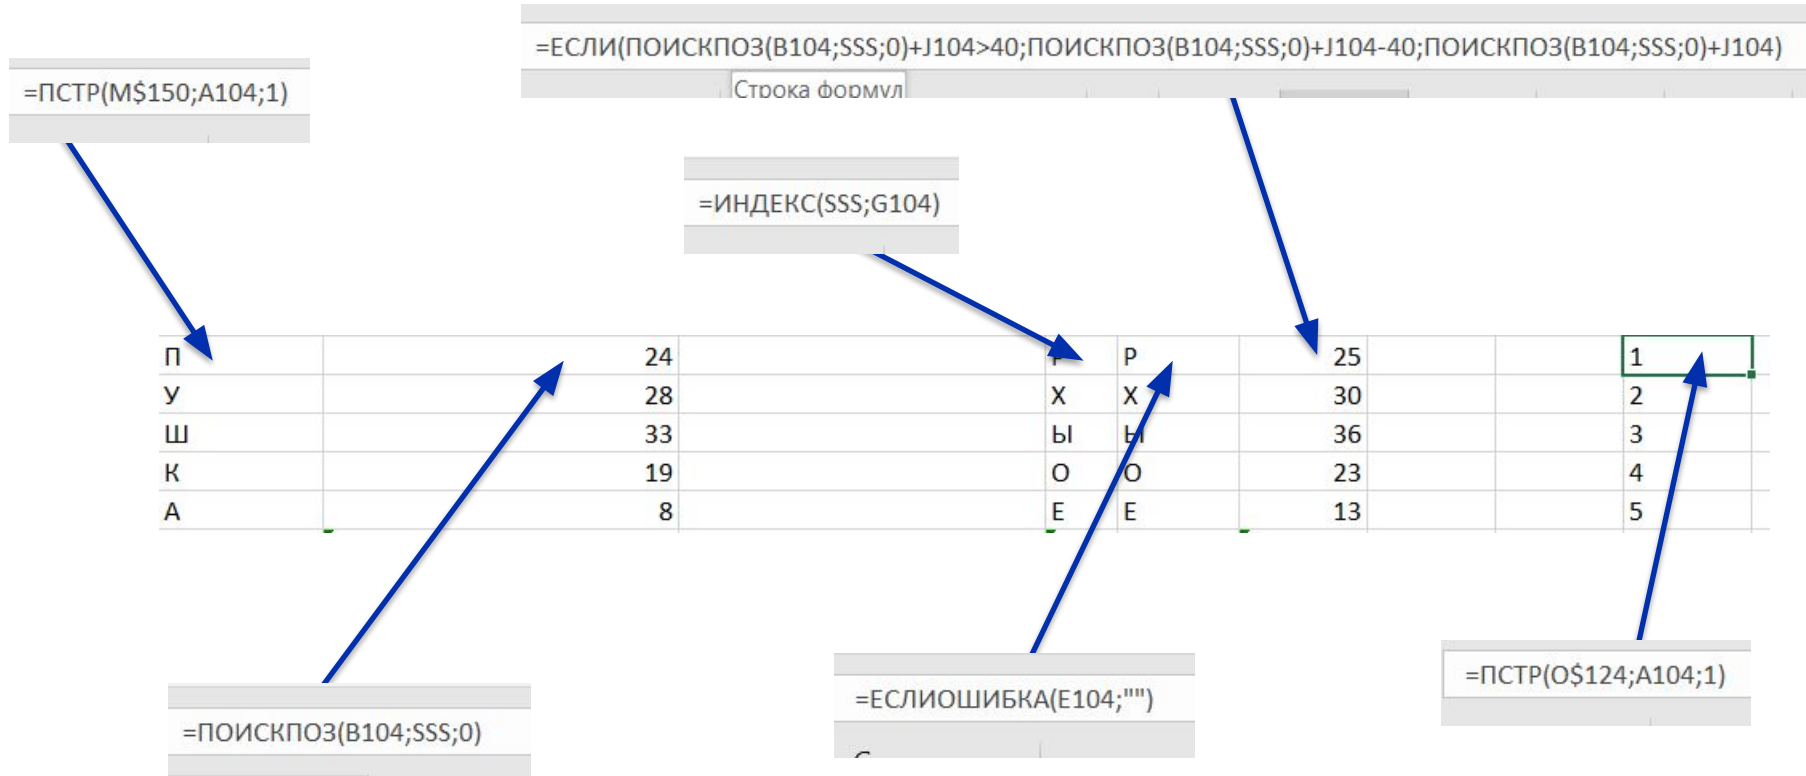 =ЕСЛИ(ПОИСКПОЗ(B104;SSS;0)+J104>40;ПОИСКПОЗ(B104;SSS;0)+J104-40;ПОИСКПОЗ(B104;SSS;0)+J104)
Строка формул
=ПСТР(M$150;A104;1)
=ИНДЕКС(SSS;G104)
П 24 Р Р 25 1
У 28 Х Х 30 2
Ш 33 Ы Ы 36 3
К 19 О О 23 4
А 8 Е Е 13 5
=ПСТР(O$124;A104;1)
=ЕСЛИОШИБКА(E104;"")
=ПОИСКПОЗ(B104;SSS;0)